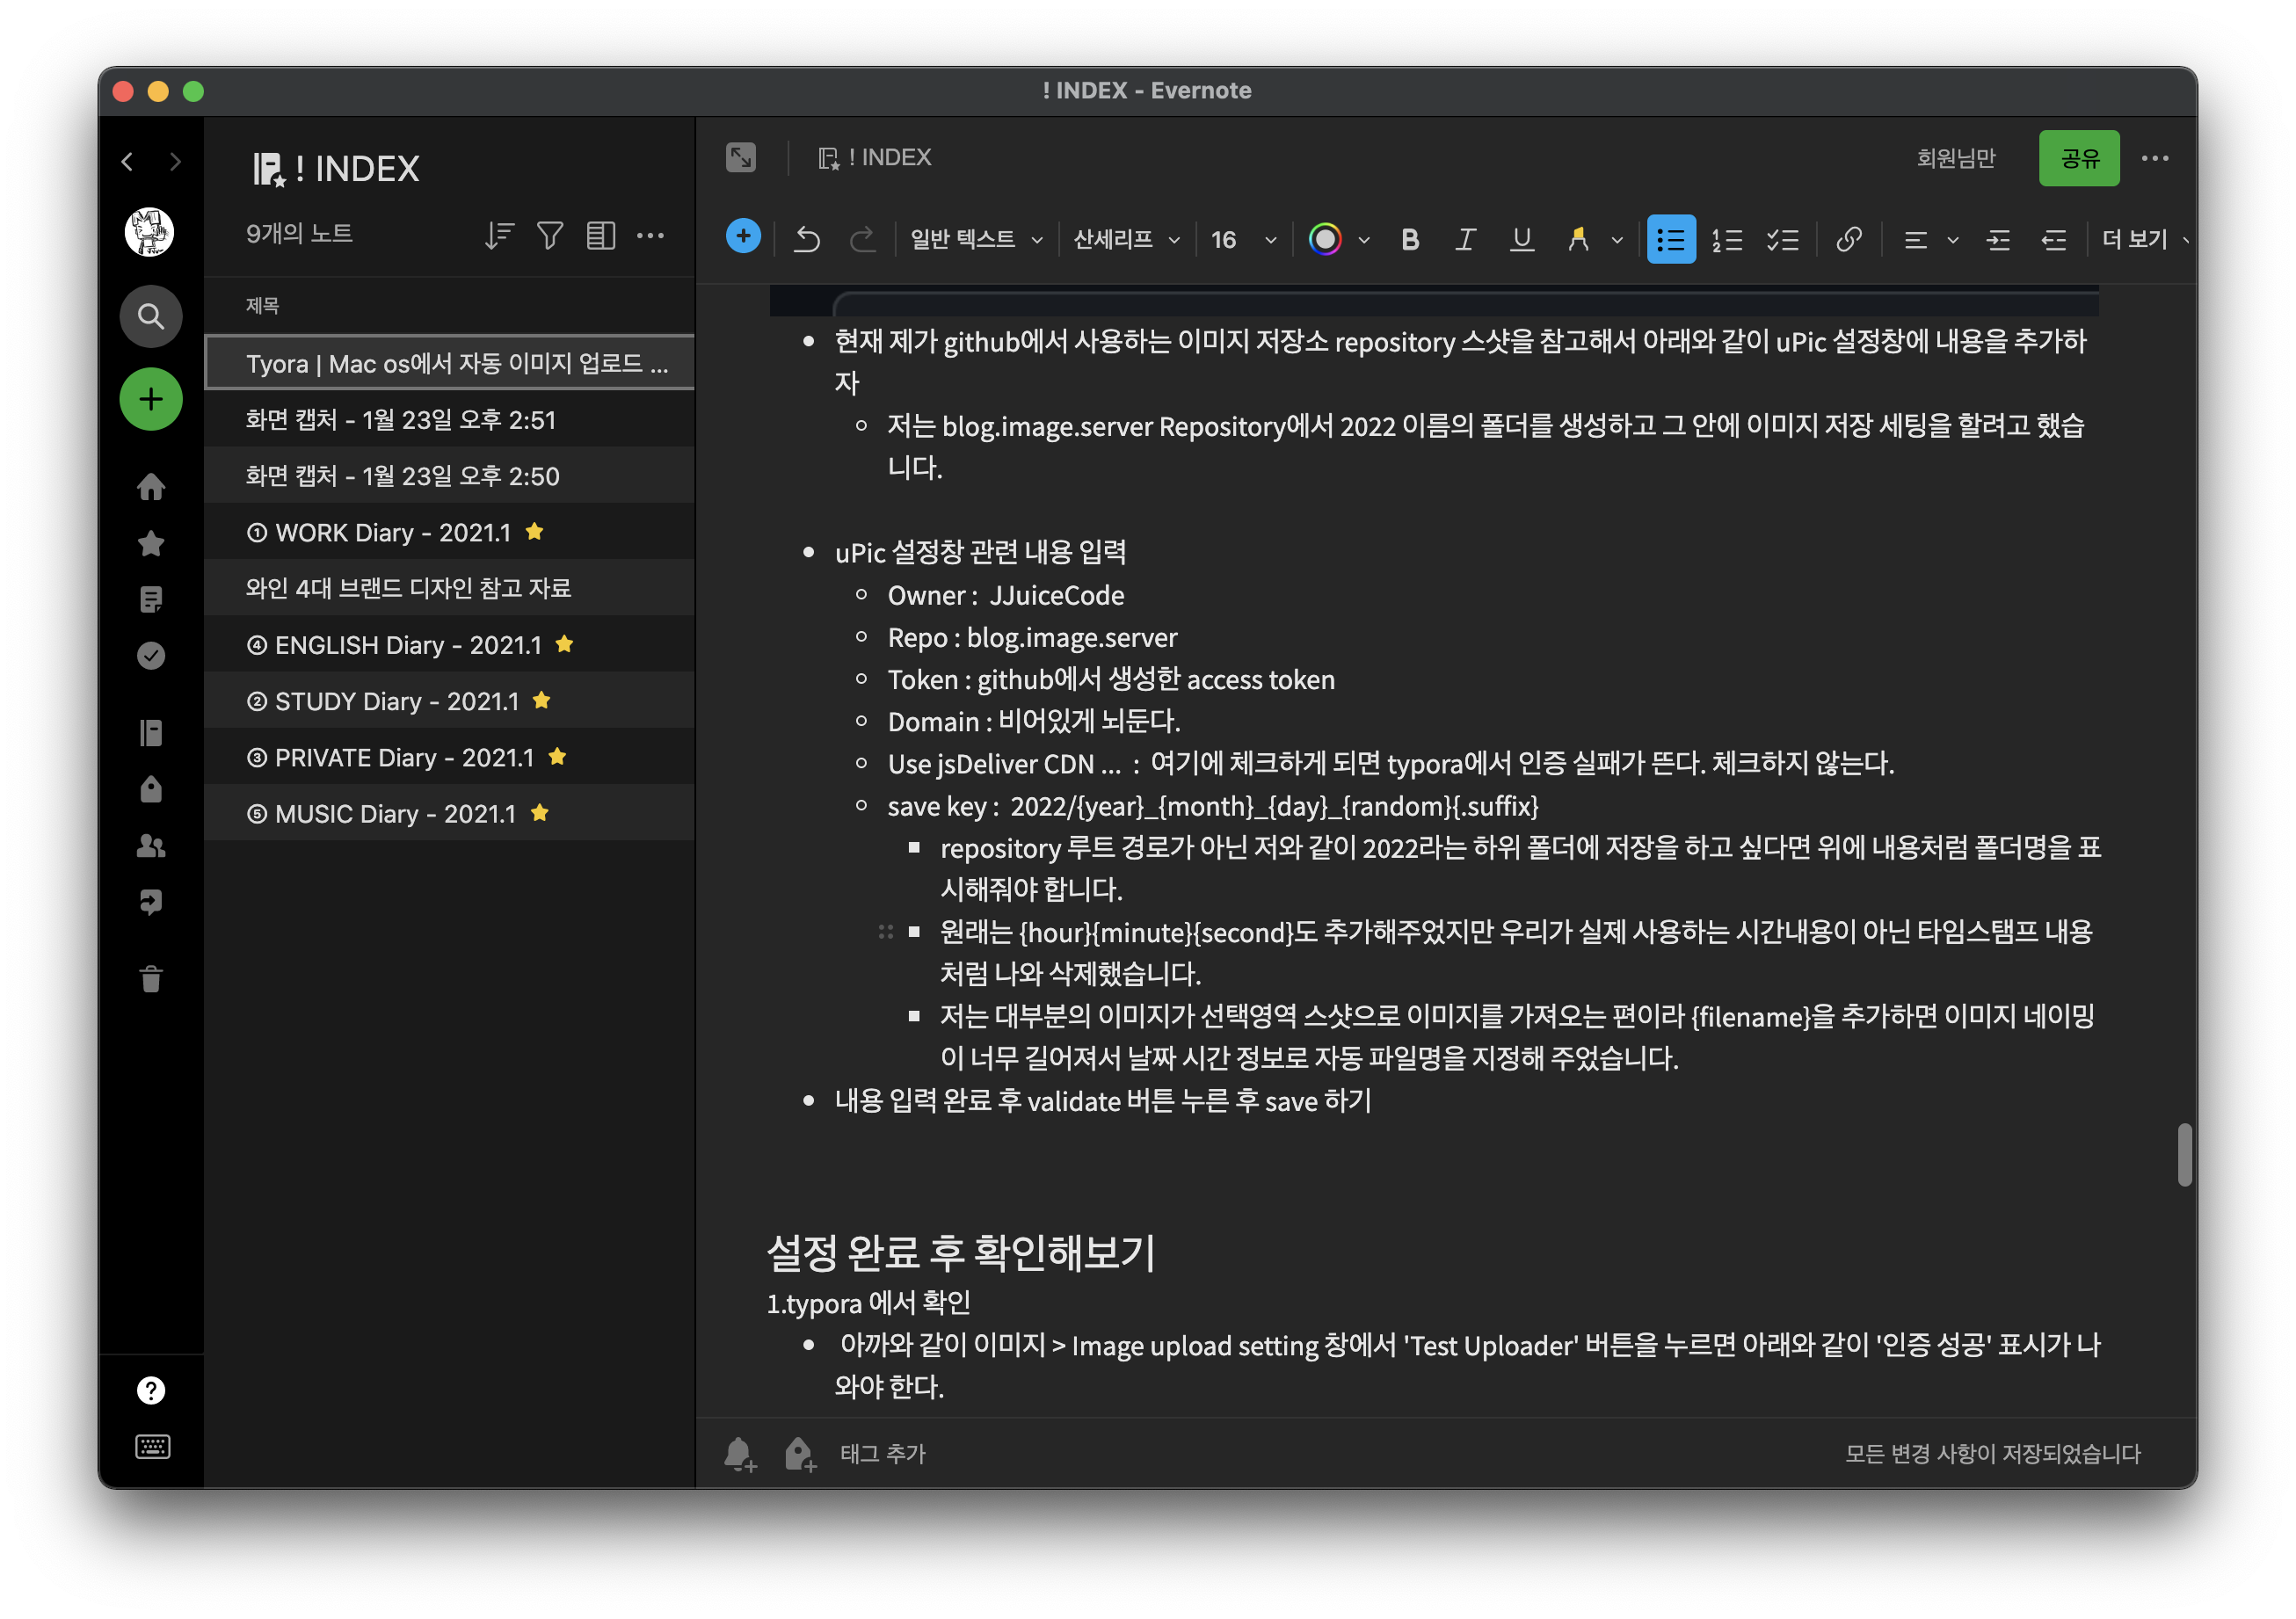 ! INDEX - Evernote
! INDEX
9개의 노트
제목
Tyora | Mac os에서 자동 이미지 업로드 ...
화면 캡처 - 1월 23일 오후 2:51
화면 캡처 - 1월 23일 오후 2:50
① WORK Diary - 2021.1
와인 4대 브랜드 디자인 참고 자료
④ ENGLISH Diary - 2021.1
② STUDY Diary - 2021.1
③ PRIVATE Diary - 2021.1
⑤ MUSIC Diary - 2021.1
! INDEX
회원님만
공유
일반 텍스트
산세리프
16
더 보기
현재 제가 github에서 사용하는 이미지 저장소 repository 스샷을 참고해서 아래와 같이 uPic 설정창에 내용을 추가하
자
저는 blog.image.server Repository에서 2022 이름의 폴더를 생성하고 그 안에 이미지 저장 세팅을 할려고 했습
니다.
uPic 설정창 관련 내용 입력
Owner : JJuiceCode
Repo : blog.image.server
Token : github에서 생성한 access token
Domain : 비어있게 뇌둔다.
Use jsDeliver CDN ... : 여기에 체크하게 되면 typora에서 인증 실패가 뜬다. 체크하지 않는다.
save key : 2022/{year}_{month}_{day}_{random}{.suffix}
repository 루트 경로가 아닌 저와 같이 2022라는 하위 폴더에 저장을 하고 싶다면 위에 내용처럼 폴더명을 표
시해줘야 합니다.
원래는 {hour}{minute}{second}도 추가해주었지만 우리가 실제 사용하는 시간내용이 아닌 타임스탬프 내용
처럼 나와 삭제했습니다.
저는 대부분의 이미지가 선택영역 스샷으로 이미지를 가져오는 편이라 {filename}을 추가하면 이미지 네이밍
이 너무 길어져서 날짜 시간 정보로 자동 파일명을 지정해 주었습니다.
내용 입력 완료 후 validate 버튼 누른 후 save 하기
설정 완료 후 확인해보기
1.typora 에서 확인
아까와 같이 이미지 > Image upload setting 창에서 'Test Uploader' 버튼을 누르면 아래와 같이 '인증 성공' 표시가 나
와야 한다.
태그 추가
모든 변경 사항이 저장되었습니다